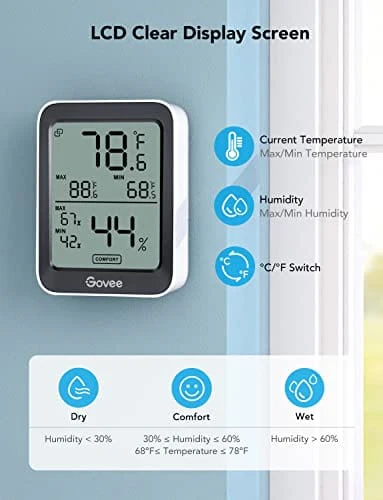 LCD Clear Display Screen
78.6 °F
MAX MIN
88.6 °F 68.5 °F
MAX
67%
MIN
42%
44 %
COMFORT
Govee
Current Temperature
Max/Min Temperature
Humidity
Max/Min Humidity
°C
°F
°C/°F Switch
Dry
Humidity < 30%
Comfort
30% ≤ Humidity ≤ 60%
68°F≤ Temperature ≤ 78°F
Wet
Humidity > 60%